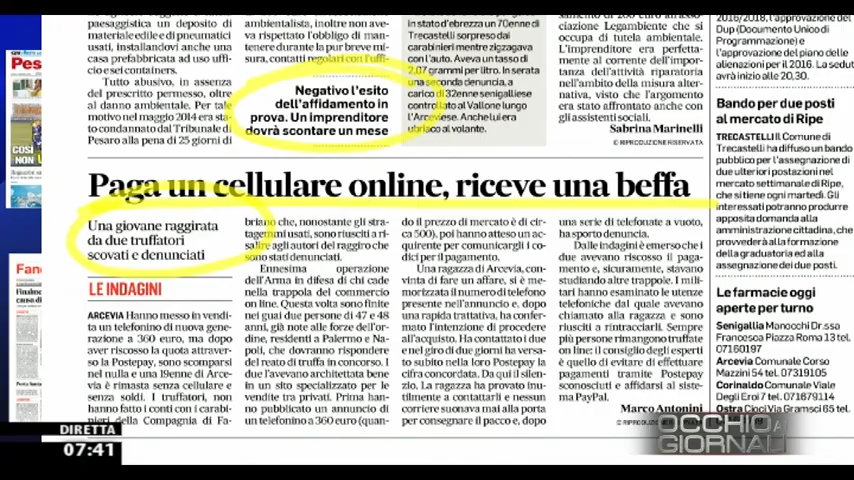 paesaggistica un deposito di
materiale edile e di pneumatici
usati, installandovi anche una
casa prefabbricata ad uso uffi-
cio e sei containers.
Tutto abusivo, in assenza
del prescritto permesso, oltre
al danno ambientale. Per tale
motivo nel maggio 2014 era sta-
to condannato dal Tribunale di
Pesaro alla pena di 25 giorni di
ambientalista, inoltre non ave-
va rispettato l'obbligo di man-
tenere durante la pur breve misu-
ra, contatti regolari con l'uffi-
Negativo l'esito
dell'affidamento in
prova. Un imprenditore
dovrà scontare un mese
in stato d'ebrezza un 70enne di
Trecastelli sorpreso dai
carabinieri mentre zigzagava
con l'auto. Aveva un tasso di
2,07 grammi per litro. In serata
una seconda denuncia, a
carico di 32enne senigalliese
controllato al Vallone lungo
l'Arceviese. Anche lui era
ubriaco al volante.
ciazione Legambiente che si
occupa di tutela ambientale.
L'imprenditore era perfetta-
mente al corrente dell'impor-
tanza dell'attività riparatoria
nell'ambito della misura alter-
nativa, visto che l'argomento
era stato affrontato anche con
gli assistenti sociali.
Sabrina Marinelli
© RIPRODUZIONE RISERVATA
2016/2018, l'approvazione del
Dup (Documento Unico di
Programmazione) e
l'approvazione del piano delle
alienazioni per il 2016. La sedut
avrà inizio alle 20,30.
Bando per due posti
al mercato di Ripe
TRECASTELLI Il Comune di
Trecastelli ha diffuso un bando
pubblico per l'assegnazione di
due ulteriori postazioni nel
mercato settimanale di Ripe,
che si tiene ogni martedì. Gli
interessati potranno produrre
apposita domanda alla
amministrazione cittadina, che
provvederà alla formazione
della graduatoria ed alla
assegnazione dei due posti.
Le farmacie oggi
aperte per turno
Senigallia Manocchi Dr.ssa
Francesca Piazza Roma 13 tel.
07160197
Arcevia Comunale Corso
Mazzini 54 tel. 07319105
Corinaldo Comunale Viale
Degli Eroi 7 tel. 071679114
Ostra Cioci Via Gramsci 65 tel.
Paga un cellulare online, riceve una beffa
Una giovane raggirata
da due truffatori
scovati e denunciati
LE INDAGINI
ARCEVIA Hanno messo in vendi-
ta un telefonino di nuova gene-
razione a 360 euro, ma dopo
aver riscosso la quota attraver-
so la Postepay, sono scomparsi
nel nulla e una 18enne di Arce-
via è rimasta senza cellulare e
senza soldi. I truffatori, non
hanno fatto i conti con i carabi-
nieri della Compagnia di Fa-
briano che, nonostante gli stra-
tagemmi usati, sono riusciti a ri-
salire agli autori del raggiro che
sono stati denunciati.
Ennesima operazione
dell'Arma in difesa di chi cade
nella trappola del commercio
on line. Questa volta sono finite
nei guai due persone di 47 e 48
anni, già note alle forze dell'or-
dine, residenti a Palermo e Na-
poli, che dovranno rispondere
del reato di truffa in concorso. I
due l'avevano architettata bene
in un sito specializzato per le
vendite tra privati. Prima han-
no pubblicato un annuncio di
un telefonino a 360 euro (quan-
do il prezzo di mercato è di cir-
ca 500), poi hanno atteso un ac-
quirente per comunicargli i co-
dici per il pagamento.
Una ragazza di Arcevia, con-
vinta di fare un affare, si è me-
memorizzata il numero di telefono
presente nell'annuncio e, dopo
una rapida trattativa, ha confer-
mato l'intenzione di procedere
all'acquisto. Ha contattato i due
e nel giro di due giorni ha versa-
to subito nella loro Postepay la
cifra concordata. Da qui il silen-
zio. La ragazza ha provato inu-
tilmente a contattarli e nessun
corriere suonava mai alla porta
per consegnare il pacco e, dopo
una serie di telefonate a vuoto,
ha sporto denuncia.
Dalle indagini è emerso che i
due avevano riscosso il paga-
mento e, sicuramente, stavano
studiando altre trappole. I mili-
tari hanno esaminato le utenze
telefoniche dal quale avevano
chiamato alla ragazza e sono
riusciti a rintracciarli. Sempre
più persone rimangono truffate
on line: il consiglio degli esperti
è quello di evitare di effettuare
pagamenti tramite Postepay
sconosciuti e affidarsi al siste-
ma PayPal.
Marco Antonini
DIRETTA
07:41
OCCHIO AI
GIORNALI